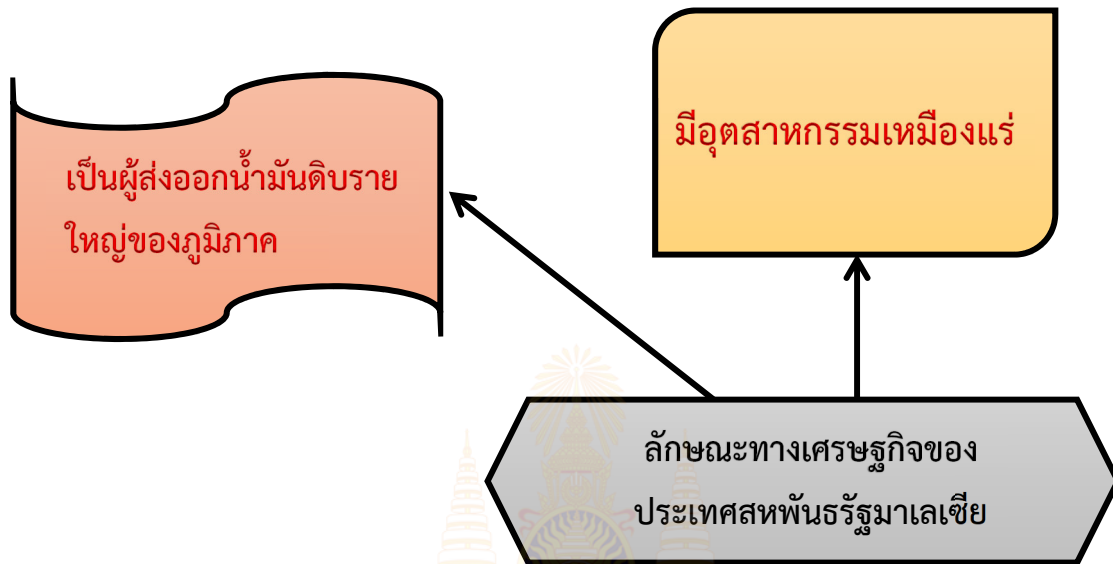 มีอุตสาหกรรมเหมืองแร่
เป็นผู้ส่งออกน้ำมันดิบราย
ใหญ่ของภูมิภาค
ลักษณะทางเศรษฐกิจของ
ประเทศสหพันธรัฐมาเลเซีย